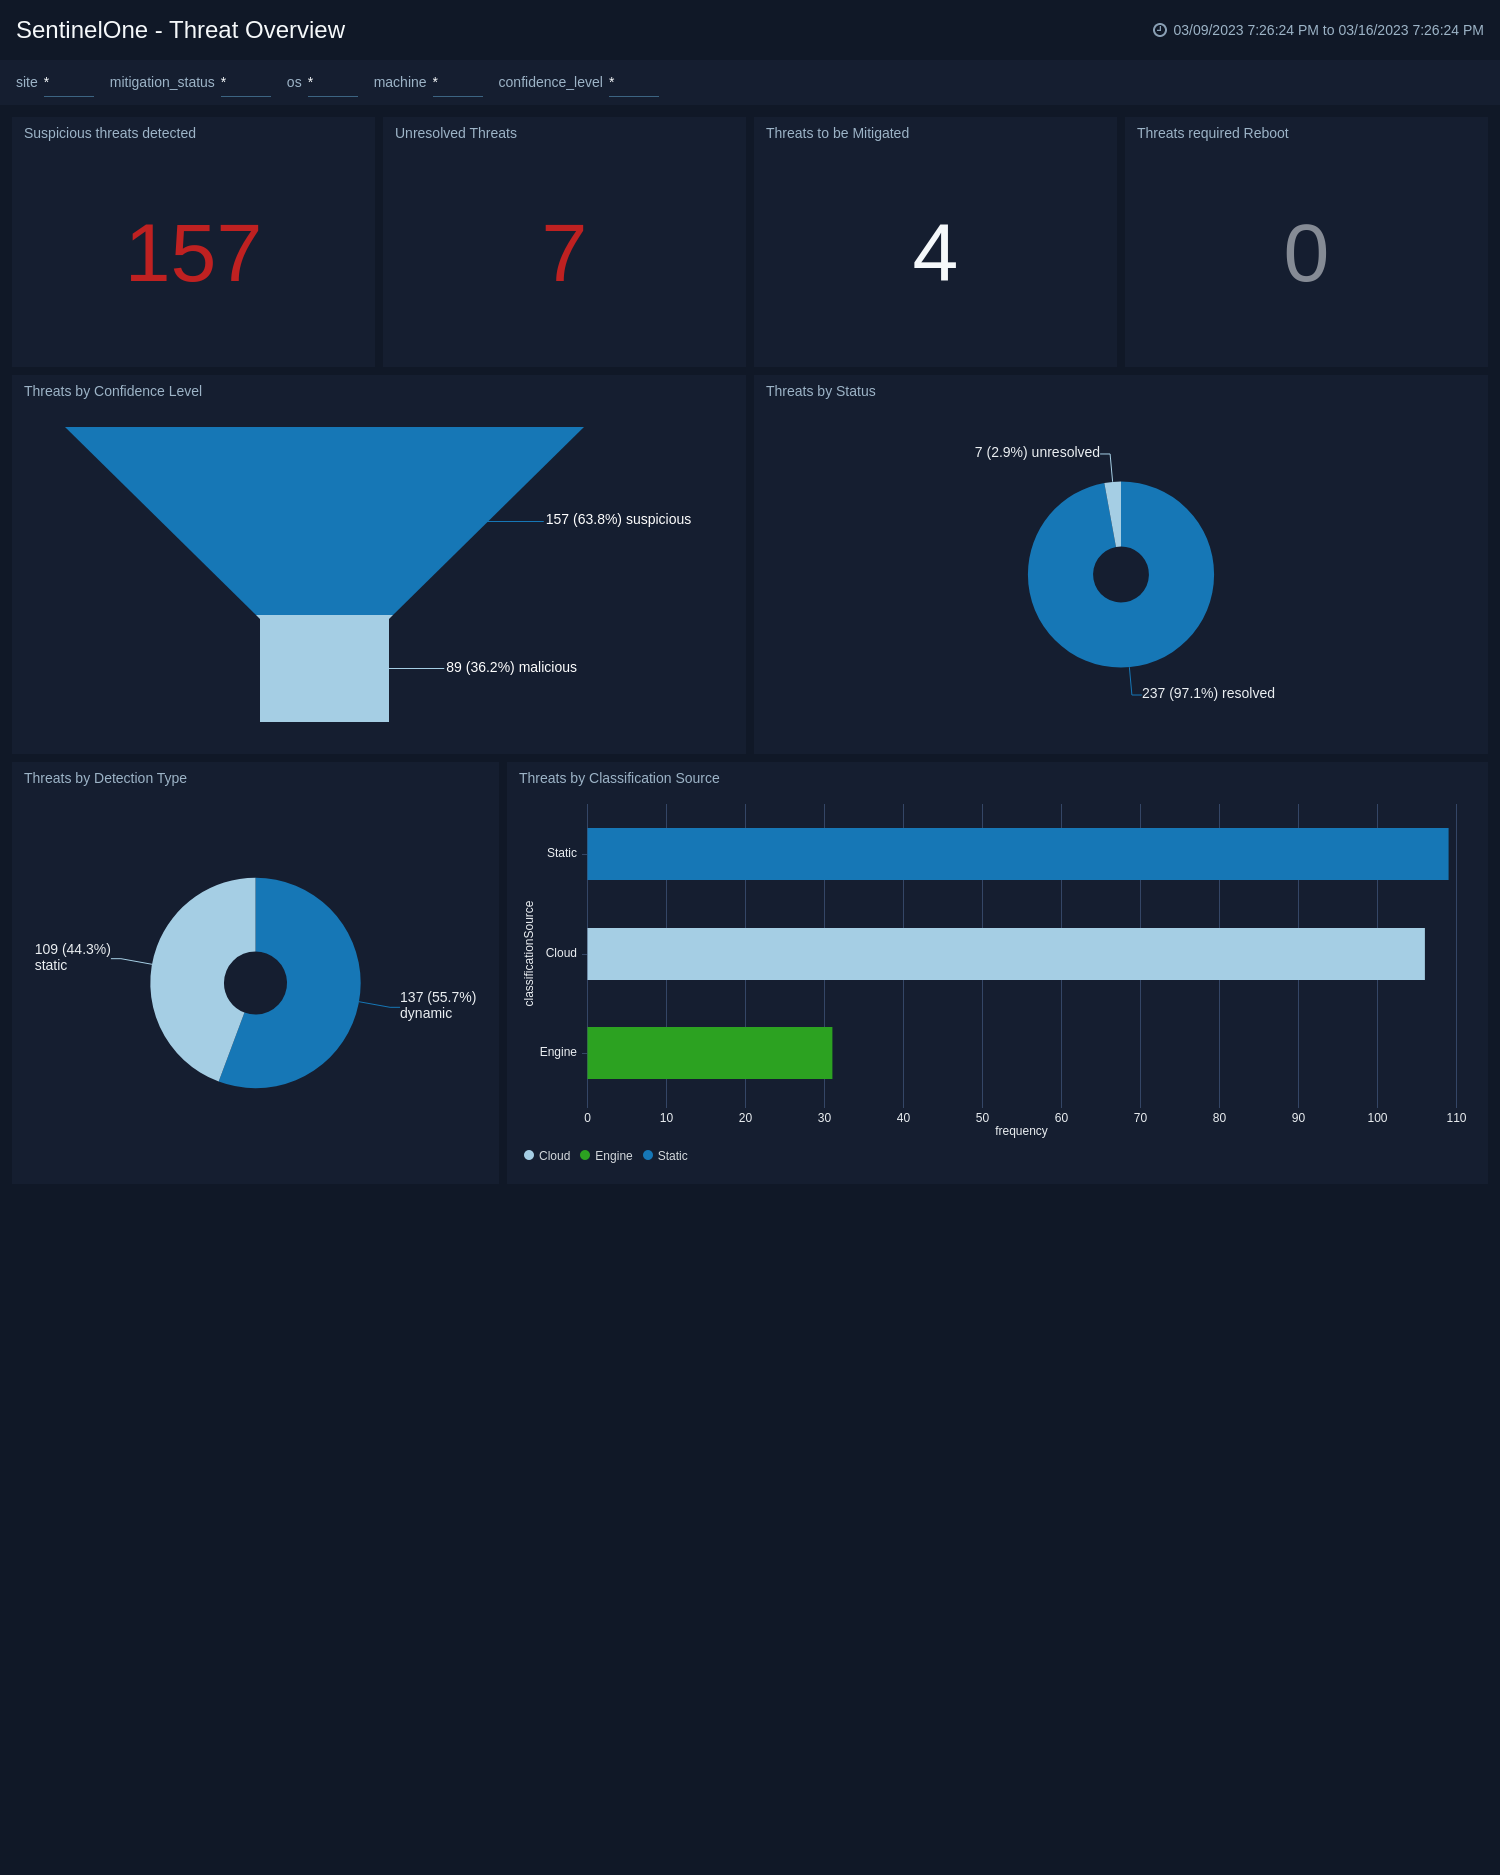 SentinelOne - Threat Overview
03/09/2023 7:26:24 PM to 03/16/2023 7:26:24 PM
site * mitigation_status * os * machine * confidence_level *
Suspicious threats detected
157
Unresolved Threats
7
Threats to be Mitigated
4
Threats required Reboot
0
Threats by Confidence Level
157 (63.8%) suspicious
89 (36.2%) malicious
Threats by Status
7 (2.9%) unresolved
237 (97.1%) resolved
Threats by Detection Type
109 (44.3%)
static
137 (55.7%)
dynamic
Threats by Classification Source
classificationSource
Static
Cloud
Engine
0 10 20 30 40 50 60 70 80 90 100 110
frequency
Cloud Engine Static